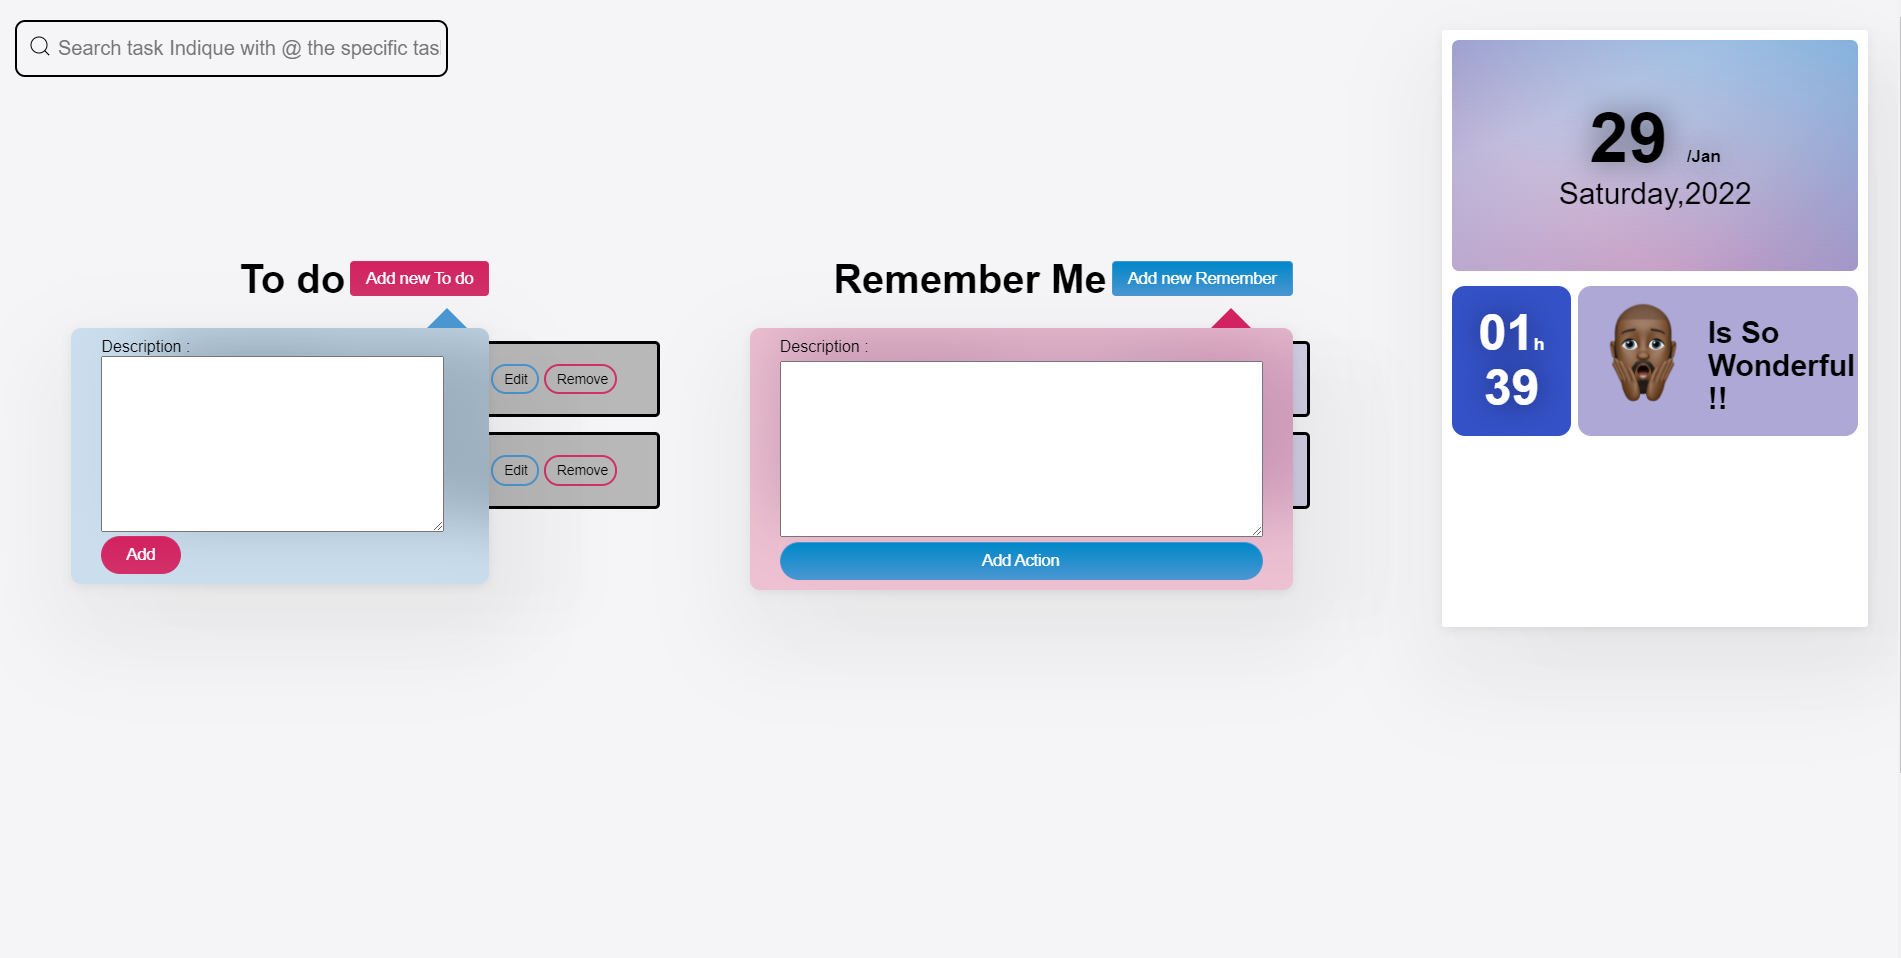 Search task Indique with @ the specific tas
29 /Jan
Saturday,2022
To do Add new To do
Remember Me Add new Remember
01h
39
Is So
Wonderful
!!
Description :
Add
Edit Remove
Edit Remove
Description :
Add Action